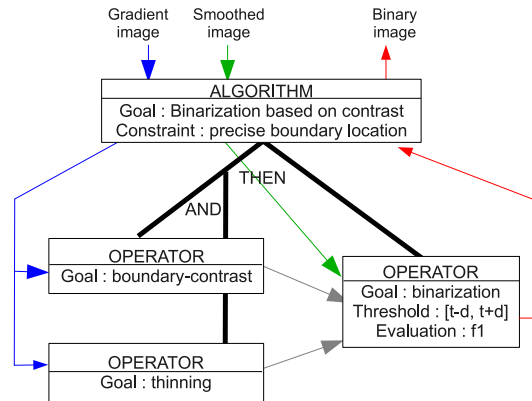 Gradient
image
Smoothed
image
Binary
image
ALGORITHM
Goal : Binarization based on contrast
Constraint : precise boundary location
THEN
AND
OPERATOR
Goal : boundary-contrast
OPERATOR
Goal : binarization
Threshold : [t-d, t+d]
Evaluation : f1
OPERATOR
Goal : thinning